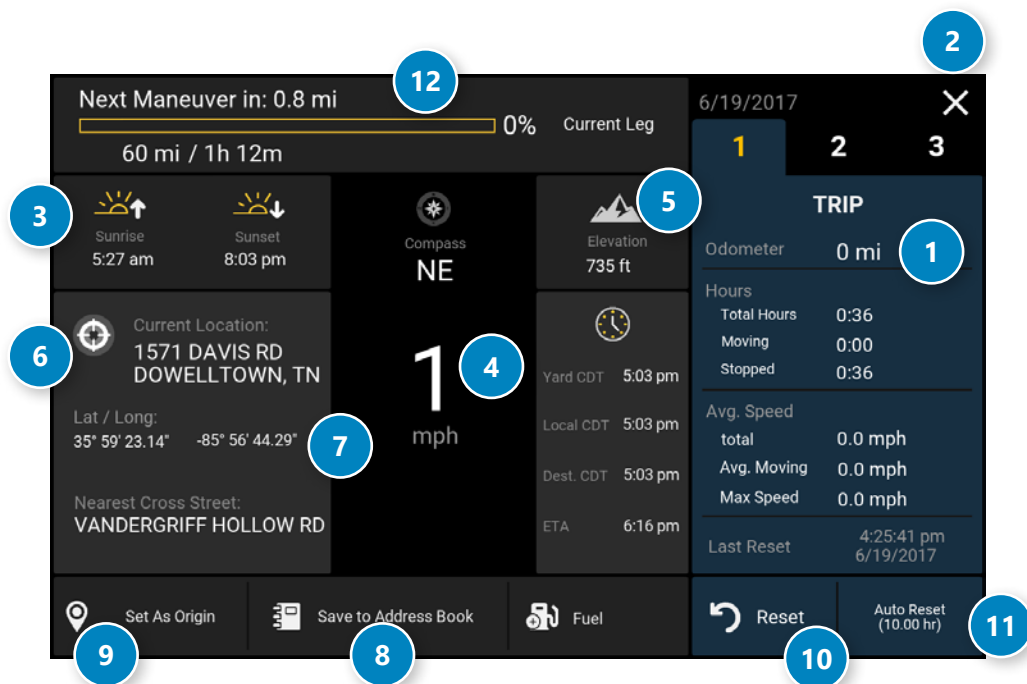 2
12
Next Maneuver in: 0.8 mi
0% Current Leg
60 mi / 1h 12m
6/19/2017
1 2 3
3
Sunrise Sunset
5:27 am 8:03 pm
Compass
NE
5
Elevation
735 ft
TRIP
Odometer 0 mi
1
Hours
Total Hours 0:36
Moving 0:00
Stopped 0:36
6
Current Location:
1571 DAVIS RD
DOWELLTOWN, TN
Lat / Long:
35° 59' 23.14" -85° 56' 44.29"
7
Nearest Cross Street:
VANDERGRIFF HOLLOW RD
1
mph
4
Yard CDT 5:03 pm
Local CDT 5:03 pm
Dest. CDT 5:03 pm
ETA 6:16 pm
Avg. Speed
total 0.0 mph
Avg. Moving 0.0 mph
Max Speed 0.0 mph
Last Reset 4:25:41 pm
6/19/2017
Set As Origin
Save to Address Book
Fuel
Reset
Auto Reset
(10.00 hr)
9
8
10
11